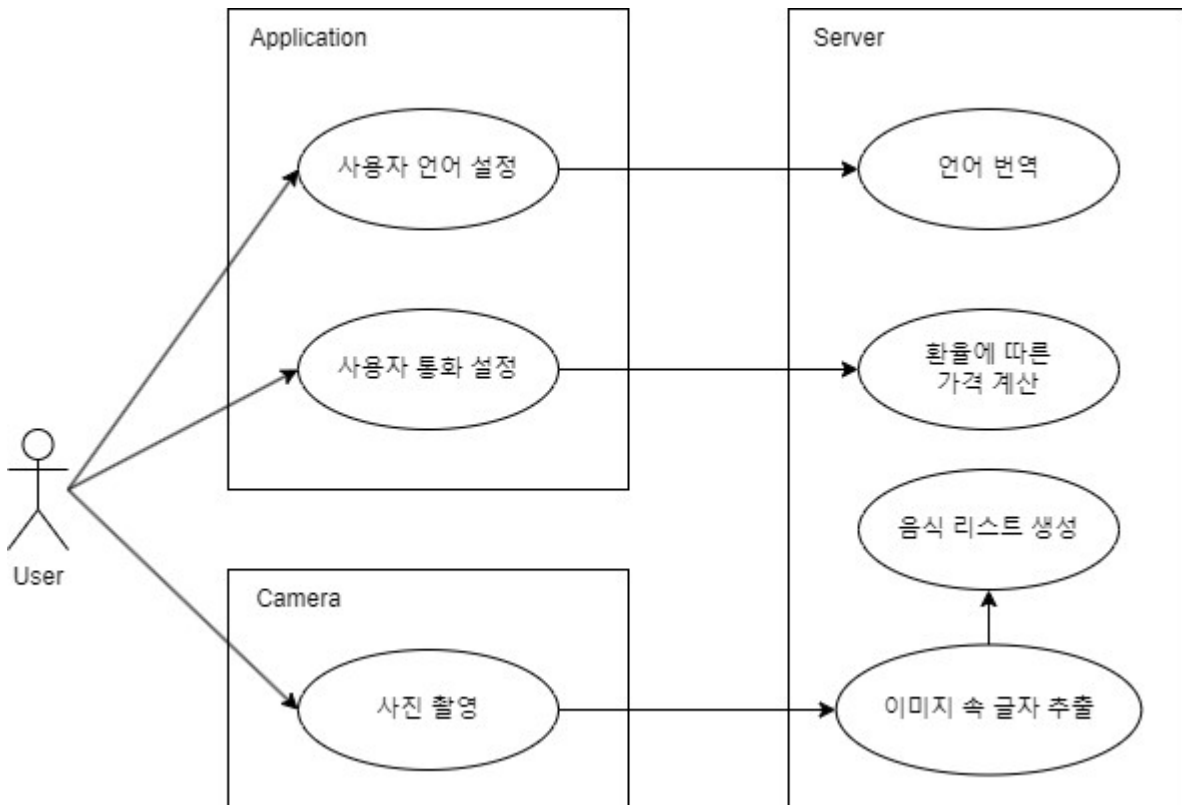 Application
사용자 언어 설정
사용자 통화 설정
User
Camera
사진 촬영
Server
언어 번역
환율에 따른
가격 계산
음식 리스트 생성
이미지 속 글자 추출